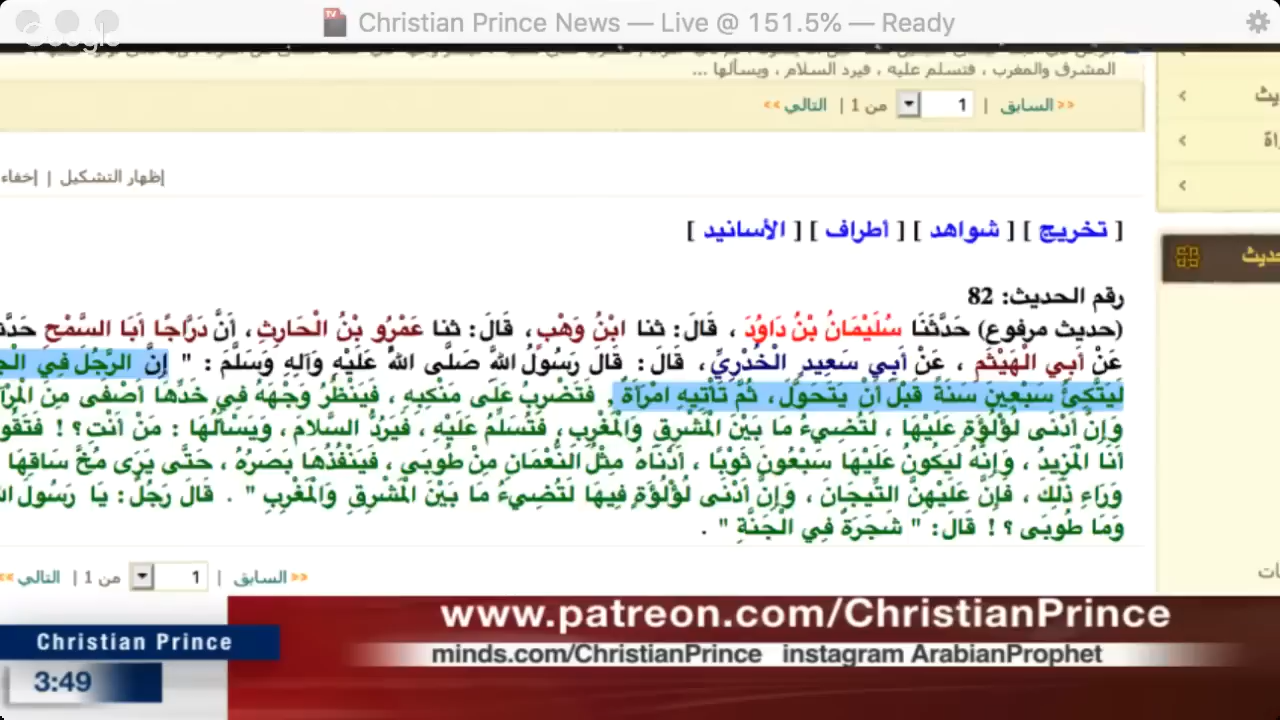 Christian Prince News — Live @ 151.5% — Ready
Google
المشرق والمغرب ، فتسلم عليه ، فيرد السلام ، ويسألها ...
<< السابق | 1 من 1 | التالي >>
إظهار التشكيل | إخفاء
[ تخريج ] [ شواهد ] [ أطراف ] [ الأسانيد ]
رقم الحديث: 82
(حديث مرفوع) حَدَّثَنَا سُلَيْمَانُ بْنُ دَاوُدَ ، قَالَ: ثنا ابْنُ وَهْبٍ ، قَالَ: ثنا عَمْرُو بْنُ الْحَارِثِ ، أَنَّ دَرَّاجًا أَبَا السَّمْحِ
عَنْ أَبِي الْهَيْثَمِ ، عَنْ أَبِي سَعِيدٍ الْخُدْرِيِّ ، قَالَ: قَالَ رَسُولُ اللَّهِ صَلَّى اللَّهُ عَلَيْهِ وَآلِهِ وَسَلَّمَ : " إِنَّ الرَّجُلَ فِي
لَيَتَّكِئُ سَبْعِينَ سَنَةً قَبْلَ أَنْ يَتَحَوَّلَ ، ثُمَّ تَأْتِيهِ امْرَأَةٌ ، فَتَضْرِبُ عَلَى مَنْكِبِهِ ، فَيَنْظُرُ وَجْهَهُ فِي خَدِّهَا أَصْفَى مِنَ
وَإِنَّ أَدْنَى لُؤْلُؤَةٍ عَلَيْهَا ، لَتُضِيءُ مَا بَيْنَ الْمَشْرِقِ وَالْمَغْرِبِ ، فَتُسَلِّمُ عَلَيْهِ ، فَيَرُدُّ السَّلَامَ ، وَيَسْأَلُهَا : مَنْ أَنْتِ؟ !
أَنَا الْمَزِيدُ ، وَإِنَّهُ لَيَكُونُ عَلَيْهَا سَبْعُونَ ثَوْبًا ، أَدْنَاهُ مِثْلُ النُّعْمَانِ مِنْ طُوبَى ، فَيَنْفُذُهَا بَصَرُهُ ، حَتَّى يَرَى مُخَّ سَاقِهَا
وَرَاءِ ذَلِكَ ، فَإِنَّ عَلَيْهِنَّ التِّيجَانِ ، وَإِنَّ أَدْنَى لُؤْلُؤَةٍ فِيهَا لَتُضِيءُ مَا بَيْنَ الْمَشْرِقِ وَالْمَغْرِبِ " . قَالَ رَجُلٌ: يَا رَسُولَ
وَمَا طُوبَى ؟ ! قَالَ: " شَجَرَةٌ فِي الْجَنَّةِ " .
<< السابق | 1 من 1 | التالي >>
www.patreon.com/ChristianPrince
Christian Prince
minds.com/ChristianPrince instagram ArabianProphet
3:49